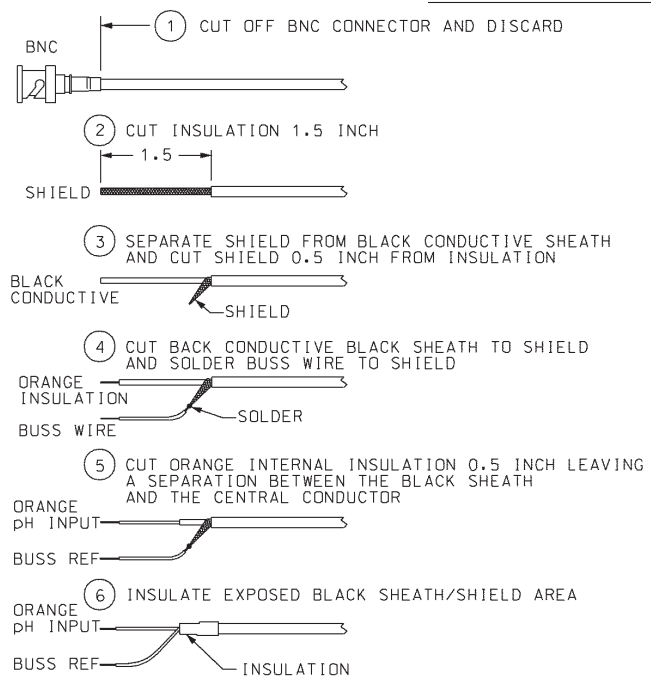 1 CUT OFF BNC CONNECTOR AND DISCARD
BNC
2 CUT INSULATION 1.5 INCH
1.5
SHIELD
3 SEPARATE SHIELD FROM BLACK CONDUCTIVE SHEATH
AND CUT SHIELD 0.5 INCH FROM INSULATION
BLACK
CONDUCTIVE
SHIELD
4 CUT BACK CONDUCTIVE BLACK SHEATH TO SHIELD
AND SOLDER BUSS WIRE TO SHIELD
ORANGE
INSULATION
SOLDER
BUSS WIRE
5 CUT ORANGE INTERNAL INSULATION 0.5 INCH LEAVING
A SEPARATION BETWEEN THE BLACK SHEATH
AND THE CENTRAL CONDUCTOR
ORANGE
pH INPUT
BUSS REF
6 INSULATE EXPOSED BLACK SHEATH/SHIELD AREA
ORANGE
pH INPUT
BUSS REF
INSULATION